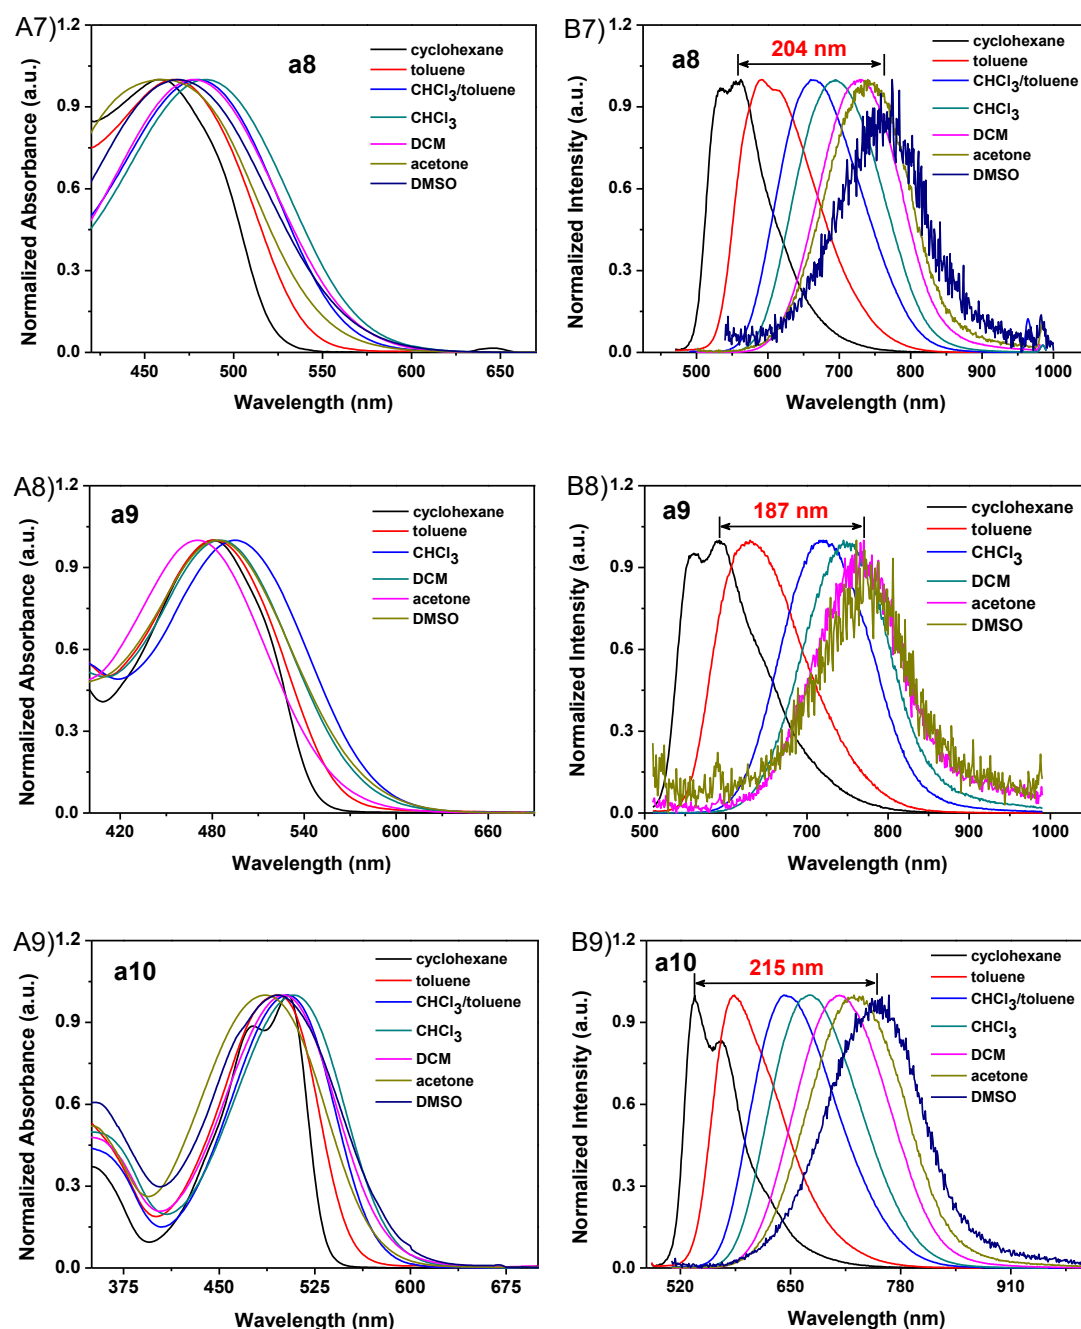 A7)
a8
cyclohexane
toluene
CHCl₃/toluene
CHCl₃
DCM
acetone
DMSO
1.2
0.9
0.6
0.3
0.0
450 500 550 600 650
Normalized Absorbance (a.u.)
Wavelength (nm)
B7)
a8
204 nm
cyclohexane
toluene
CHCl₃/toluene
CHCl₃
DCM
acetone
DMSO
1.2
0.9
0.6
0.3
0.0
500 600 700 800 900 1000
Normalized Intensity (a.u.)
Wavelength (nm)
A8)
a9
cyclohexane
toluene
CHCl₃
DCM
acetone
DMSO
1.2
0.9
0.6
0.3
0.0
420 480 540 600 660
Normalized Absorbance (a.u.)
Wavelength (nm)
B8)
a9
187 nm
cyclohexane
toluene
CHCl₃
DCM
acetone
DMSO
1.2
0.9
0.6
0.3
0.0
500 600 700 800 900 1000
Normalized Intensity (a.u.)
Wavelength (nm)
A9)
a10
cyclohexane
toluene
CHCl₃/toluene
CHCl₃
DCM
acetone
DMSO
1.2
0.9
0.6
0.3
0.0
375 450 525 600 675
Normalized Absorbance (a.u.)
Wavelength (nm)
B9)
a10
215 nm
cyclohexane
toluene
CHCl₃/toluene
CHCl₃
DCM
acetone
DMSO
1.2
0.9
0.6
0.3
0.0
520 650 780 910
Normalized Intensity (a.u.)
Wavelength (nm)